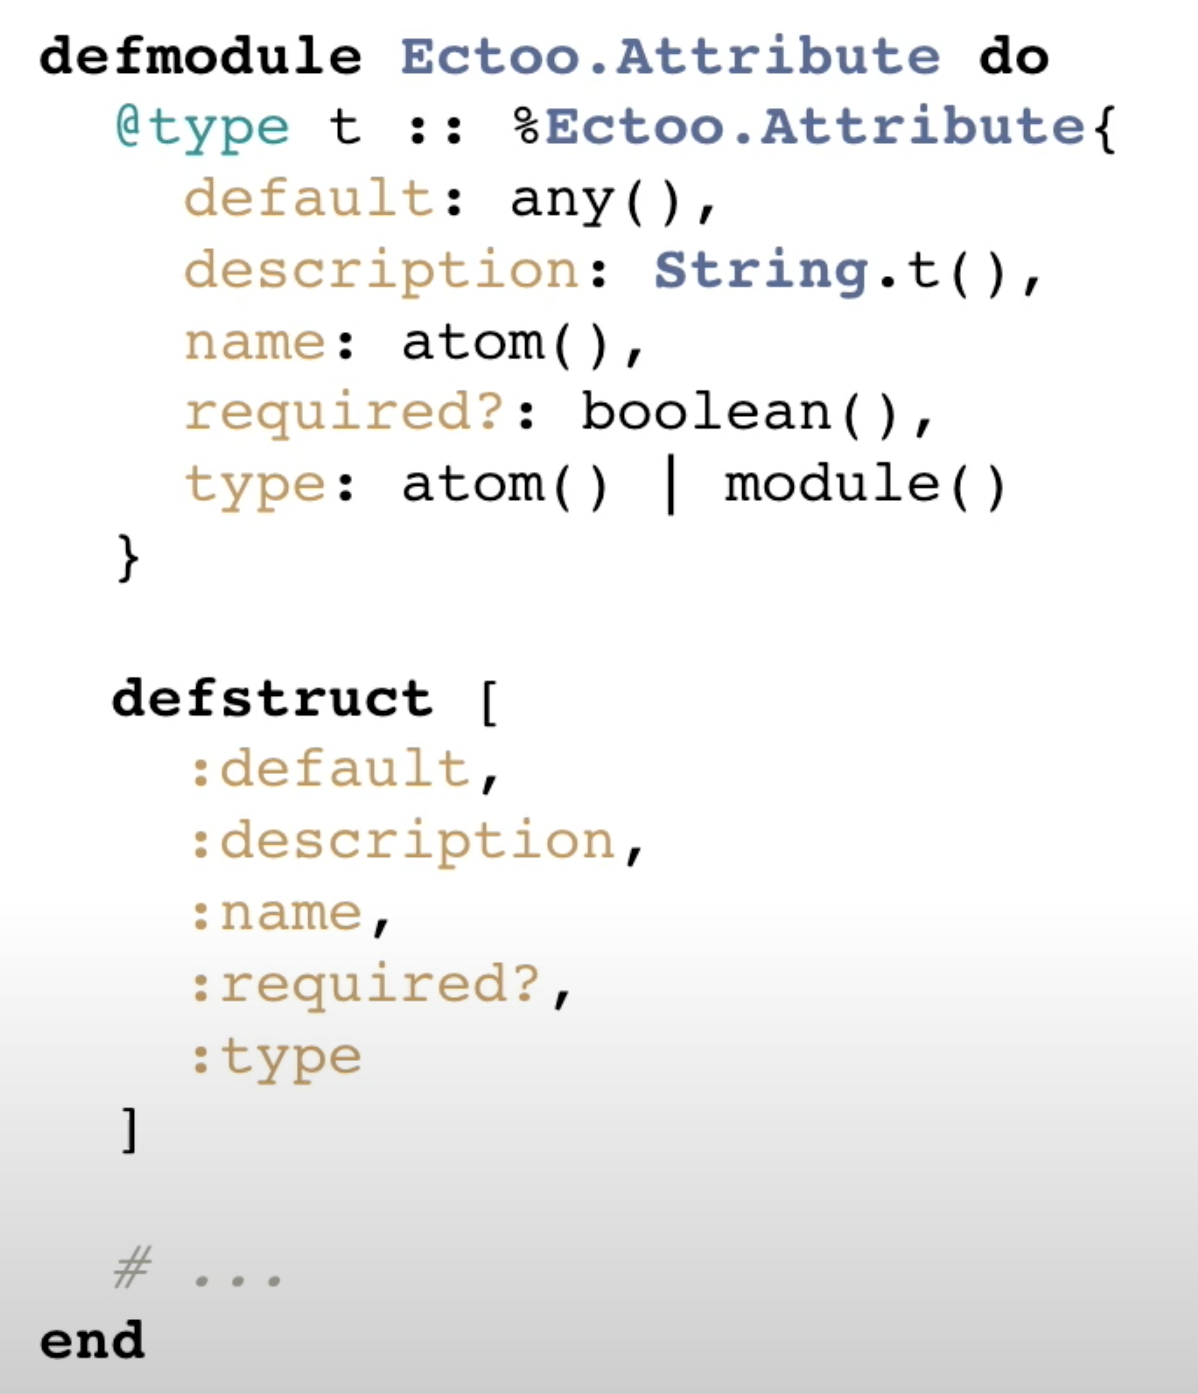 defmodule Ectoo.Attribute do
  @type t :: %Ectoo.Attribute{
    default: any(),
    description: String.t(),
    name: atom(),
    required?: boolean(),
    type: atom() | module()
  }

  defstruct [
    :default,
    :description,
    :name,
    :required?,
    :type
  ]

  # ...
end